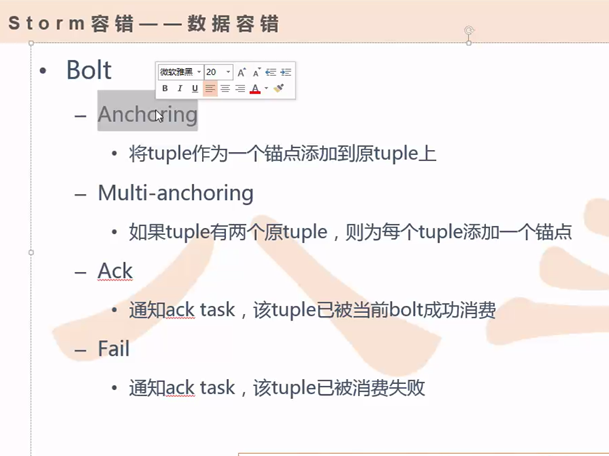 Storm容错——数据容错
• Bolt
微软雅黑 20
B I U A
– Anchoring
• 将tuple作为一个锚点添加到原tuple上
– Multi-anchoring
• 如果tuple有两个原tuple，则为每个tuple添加一个锚点
– Ack
• 通知ack task，该tuple已被当前bolt成功消费
– Fail
• 通知ack task，该tuple已被消费失败